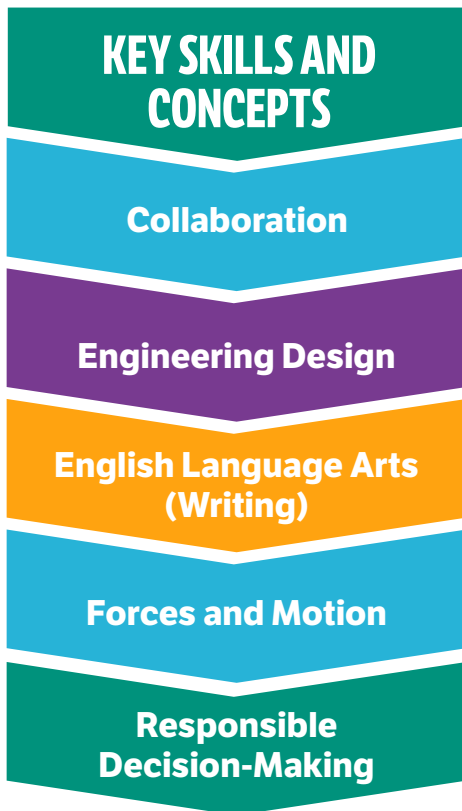 KEY SKILLS AND
CONCEPTS
Collaboration
Engineering Design
English Language Arts
(Writing)
Forces and Motion
Responsible
Decision-Making